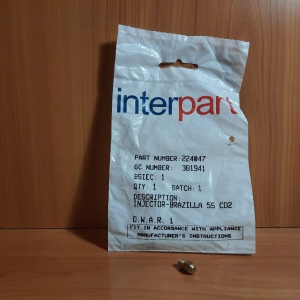 interpart
PART NUMBER: 224047
GC NUMBER: 381941
BSIEC: 1
QTY: 1 BATCH: 1
DESCRIPTION:
INJECTOR-BRAZILLA 5S CD2
D.W.A.R. 1
FIT IN ACCORDANCE WITH APPLIANCE
MANUFACTURER'S INSTRUCTIONS